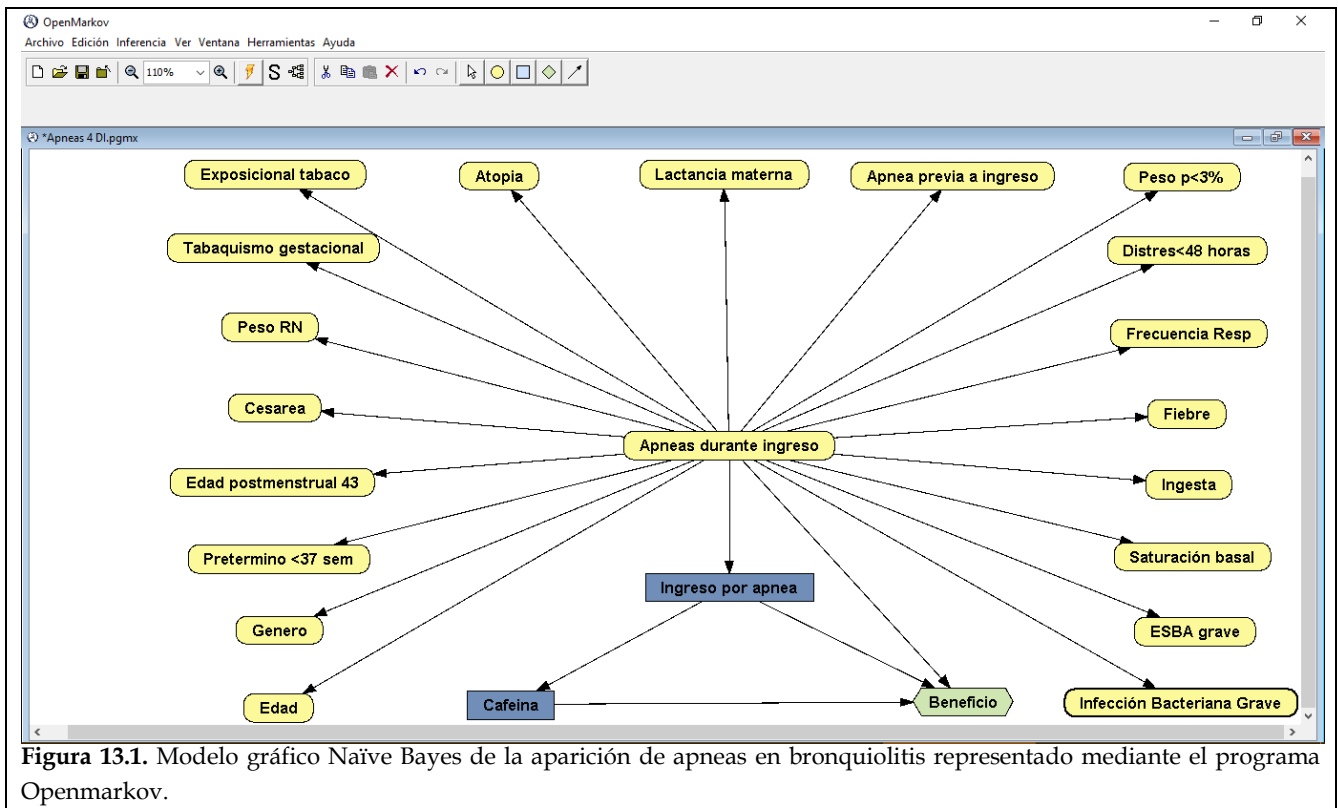 OpenMarkov
Archivo Edición Inferencia Ver Ventana Herramientas Ayuda
110%
S
*Apneas 4 DI.pgmx
Exposicional tabaco
Atopia
Lactancia materna
Apnea previa a ingreso
Peso p<3%
Tabaquismo gestacional
Distres<48 horas
Peso RN
Frecuencia Resp
Cesarea
Fiebre
Apneas durante ingreso
Edad postmenstrual 43
Ingesta
Pretermino <37 sem
Saturación basal
Ingreso por apnea
Genero
ESBA grave
Edad
Cafeina
Beneficio
Infección Bacteriana Grave
Figura 13.1. Modelo gráfico Naïve Bayes de la aparición de apneas en bronquiolitis representado mediante el programa
Openmarkov.